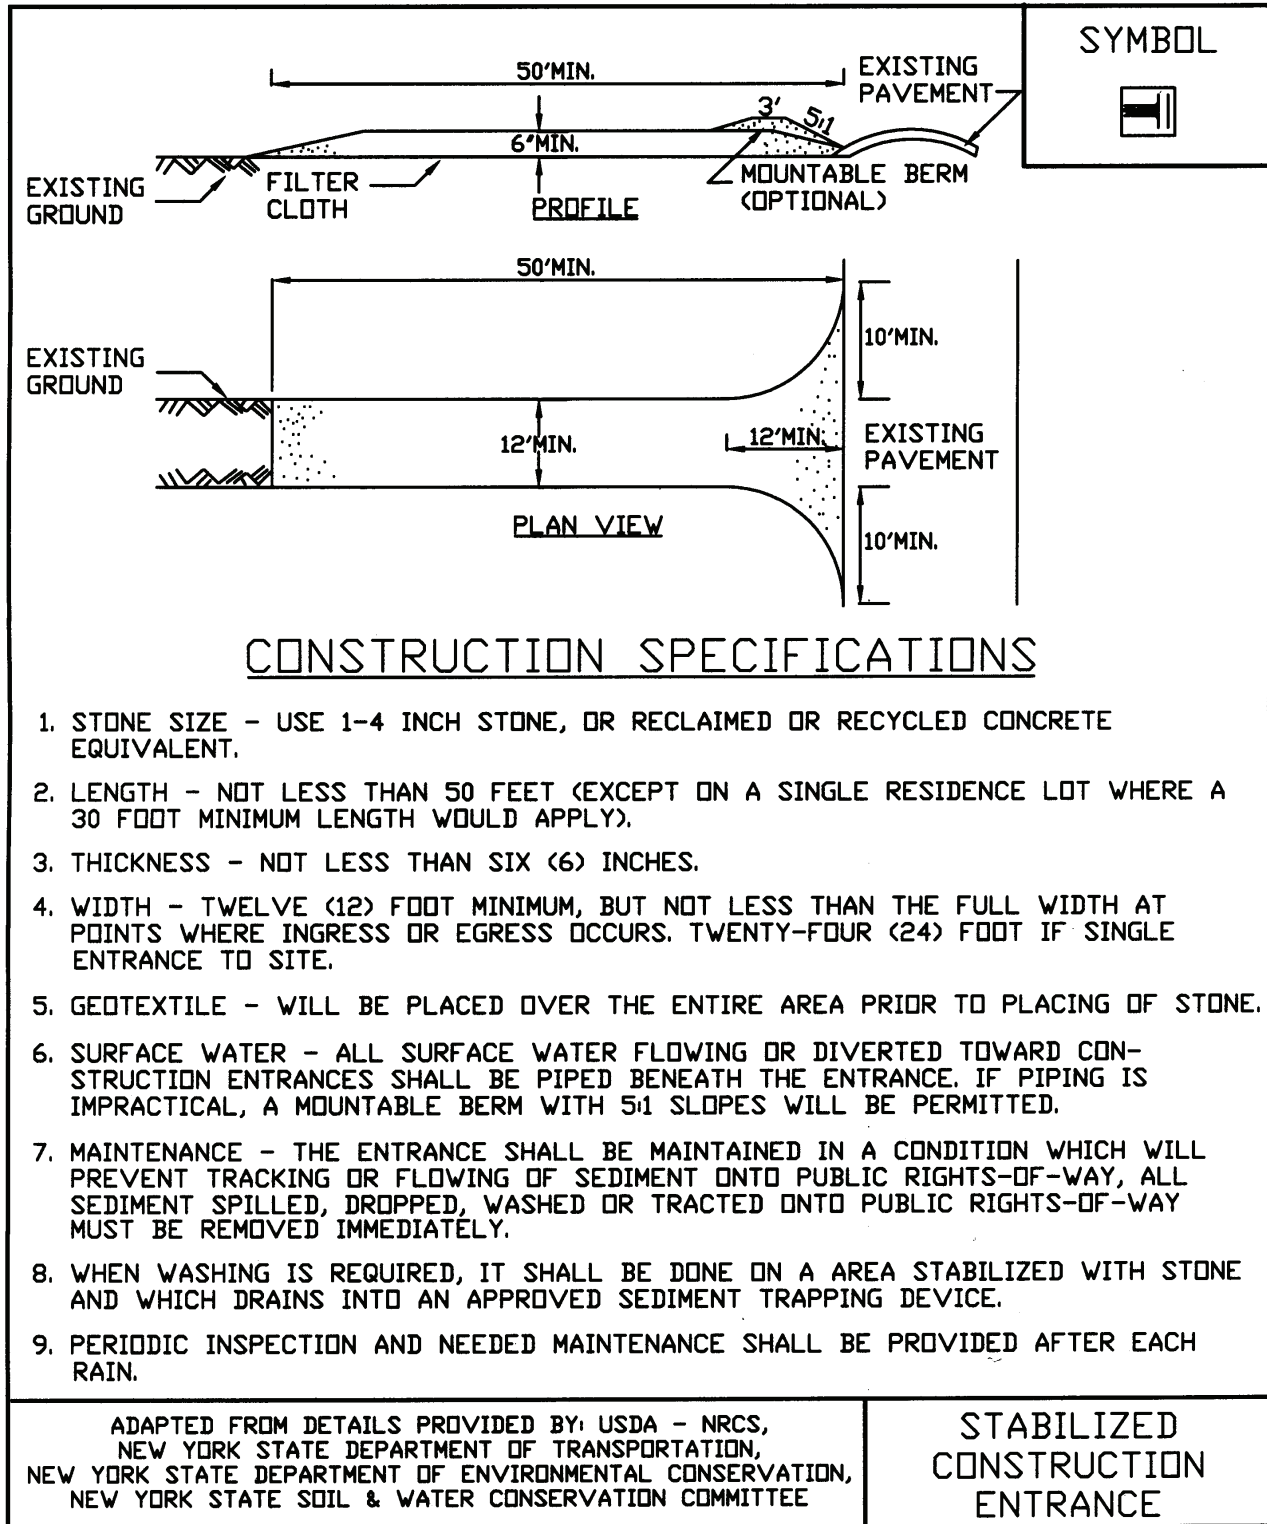 SYMBOL
50'MIN.
EXISTING
PAVEMENT
3'
5:1
6"MIN.
EXISTING
GROUND
FILTER
CLOTH
PROFILE
MOUNTABLE BERM
(OPTIONAL)
50'MIN.
10'MIN.
EXISTING
GROUND
12'MIN.
12'MIN.
EXISTING
PAVEMENT
PLAN VIEW
10'MIN.
CONSTRUCTION SPECIFICATIONS
1. STONE SIZE - USE 1-4 INCH STONE, OR RECLAIMED OR RECYCLED CONCRETE
EQUIVALENT.
2. LENGTH - NOT LESS THAN 50 FEET (EXCEPT ON A SINGLE RESIDENCE LOT WHERE A
30 FOOT MINIMUM LENGTH WOULD APPLY).
3. THICKNESS - NOT LESS THAN SIX (6) INCHES.
4. WIDTH - TWELVE (12) FOOT MINIMUM, BUT NOT LESS THAN THE FULL WIDTH AT
POINTS WHERE INGRESS OR EGRESS OCCURS. TWENTY-FOUR (24) FOOT IF SINGLE
ENTRANCE TO SITE.
5. GEOTEXTILE - WILL BE PLACED OVER THE ENTIRE AREA PRIOR TO PLACING OF STONE.
6. SURFACE WATER - ALL SURFACE WATER FLOWING OR DIVERTED TOWARD CON-
STRUCTION ENTRANCES SHALL BE PIPED BENEATH THE ENTRANCE. IF PIPING IS
IMPRACTICAL, A MOUNTABLE BERM WITH 5:1 SLOPES WILL BE PERMITTED.
7. MAINTENANCE - THE ENTRANCE SHALL BE MAINTAINED IN A CONDITION WHICH WILL
PREVENT TRACKING OR FLOWING OF SEDIMENT ONTO PUBLIC RIGHTS-OF-WAY, ALL
SEDIMENT SPILLED, DROPPED, WASHED OR TRACTED ONTO PUBLIC RIGHTS-OF-WAY
MUST BE REMOVED IMMEDIATELY.
8. WHEN WASHING IS REQUIRED, IT SHALL BE DONE ON A AREA STABILIZED WITH STONE
AND WHICH DRAINS INTO AN APPROVED SEDIMENT TRAPPING DEVICE.
9. PERIODIC INSPECTION AND NEEDED MAINTENANCE SHALL BE PROVIDED AFTER EACH
RAIN.
ADAPTED FROM DETAILS PROVIDED BY: USDA - NRCS,
NEW YORK STATE DEPARTMENT OF TRANSPORTATION,
NEW YORK STATE DEPARTMENT OF ENVIRONMENTAL CONSERVATION,
NEW YORK STATE SOIL & WATER CONSERVATION COMMITTEE
STABILIZED
CONSTRUCTION
ENTRANCE